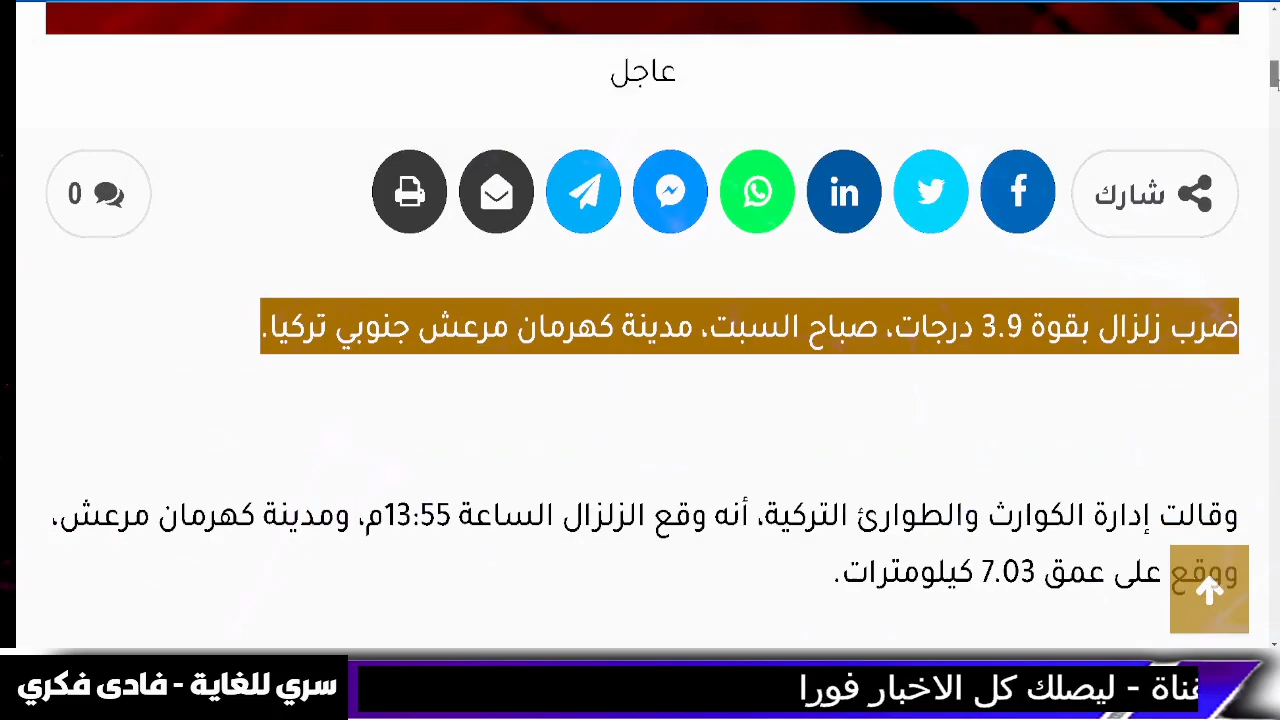 عاجل
شارك
0
ضرب زلزال بقوة 3.9 درجات، صباح السبت، مدينة كهرمان مرعش جنوبي تركيا.
وقالت إدارة الكوارث والطوارئ التركية، أنه وقع الزلزال الساعة 13:55م، ومدينة كهرمان مرعش،
ووقع على عمق 7.03 كيلومترات.
قناة - ليصلك كل الاخبار فورا
سري للغاية - فادى فكري